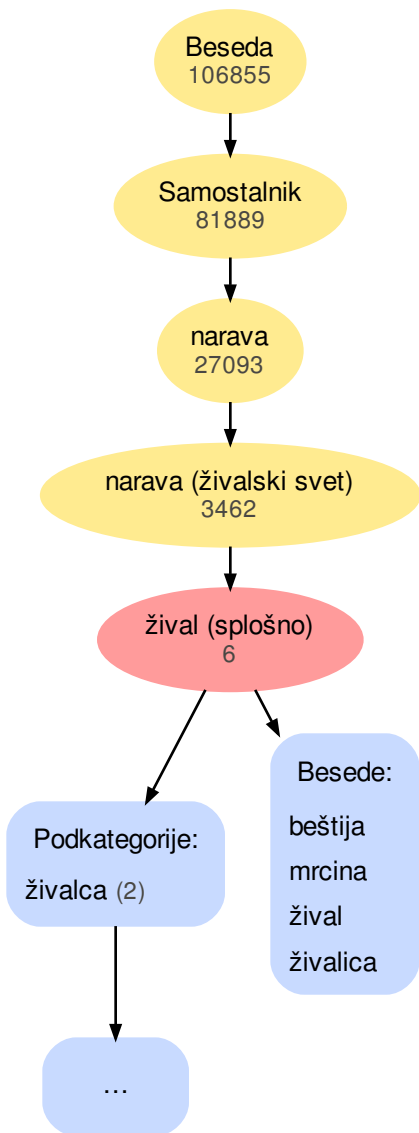 Beseda
106855
Samostalnik
81889
narava
27093
narava (živalski svet)
3462
žival (splošno)
6
Besede:
beštija
mrcina
žival
živalica
Podkategorije:
živalca (2)
…